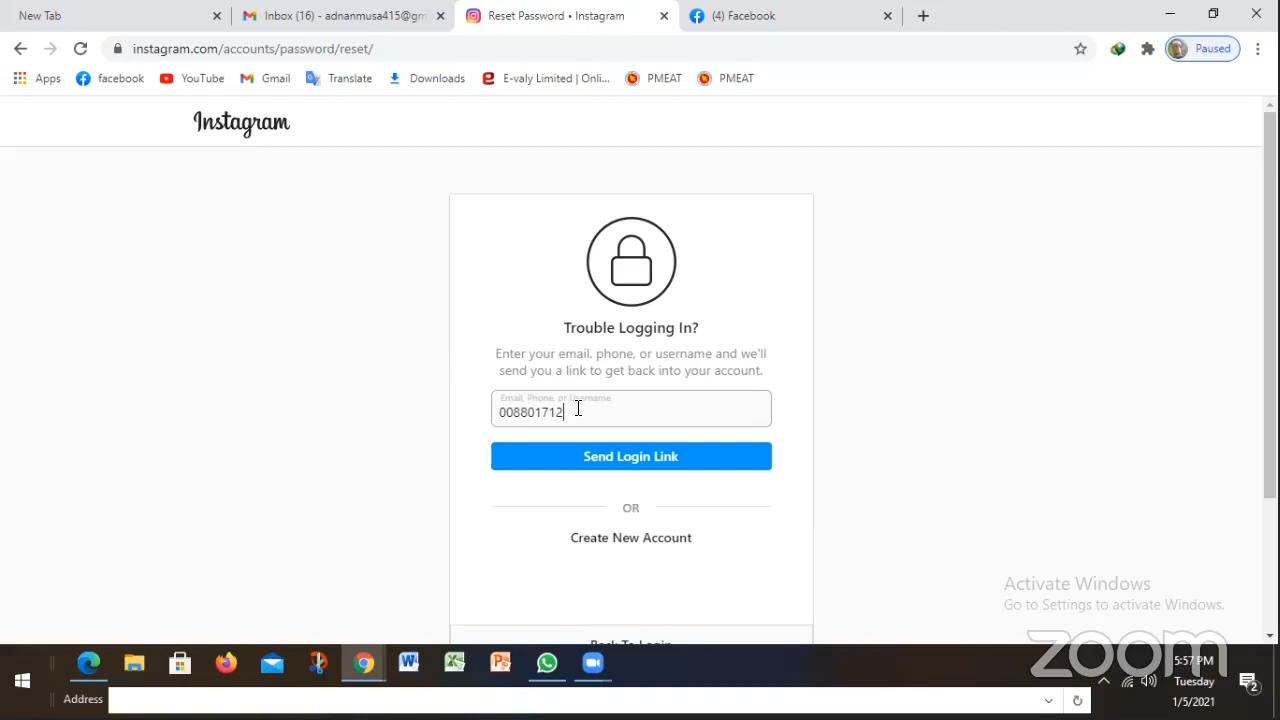 New Tab
Inbox (16) - adnanmusa415@gm
Reset Password • Instagram
(4) Facebook
instagram.com/accounts/password/reset/
Paused
Apps
facebook
YouTube
Gmail
Translate
Downloads
E-valy Limited | Onli...
PMEAT
PMEAT
Instagram
Trouble Logging In?
Enter your email, phone, or username and we'll
send you a link to get back into your account.
Email, Phone, or Username
008801712
Send Login Link
OR
Create New Account
Back To Login
Activate Windows
Go to Settings to activate Windows.
zoom
5:57 PM
Tuesday
1/5/2021
2
Address